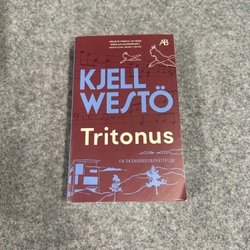 AB
KJELL
WESTÖ
Tritonus
EN SKÄRGÅRDSBERÄTTELSE